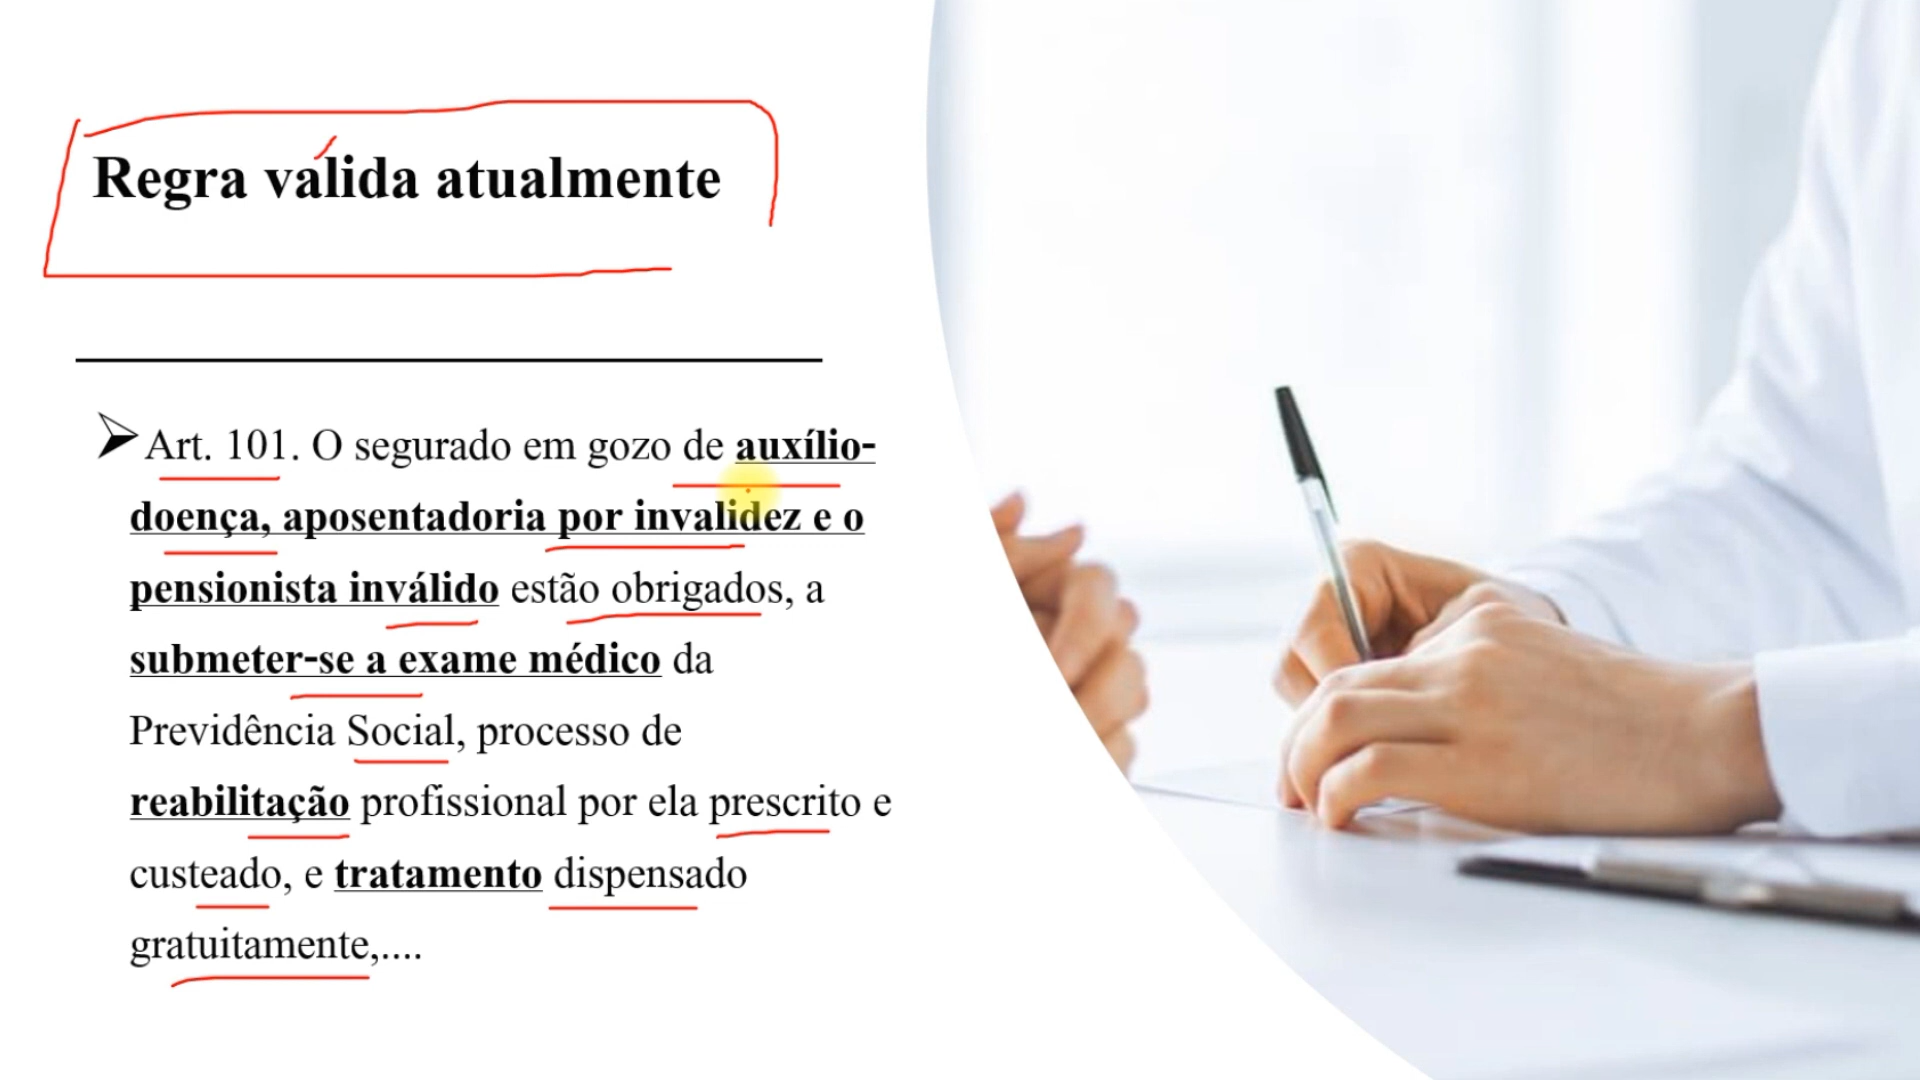 Regra válida atualmente
Art. 101. O segurado em gozo de auxílio-
doença, aposentadoria por invalidez e o
pensionista inválido estão obrigados, a
submeter-se a exame médico da
Previdência Social, processo de
reabilitação profissional por ela prescrito e
custeado, e tratamento dispensado
gratuitamente,....